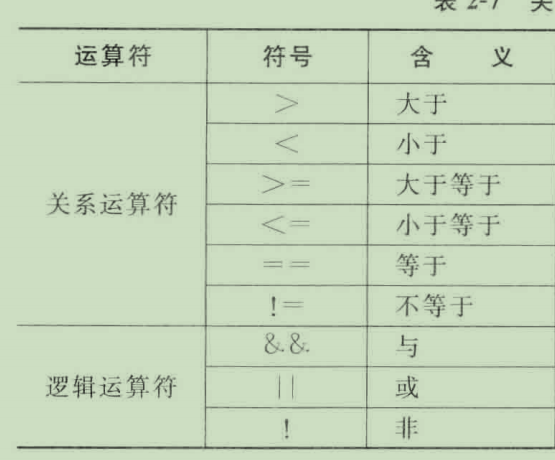 表 2-7 关
运算符 符号 含 义
> 大于
< 小于
>= 大于等于
关系运算符
<= 小于等于
== 等于
!= 不等于
&& 与
逻辑运算符 || 或
! 非